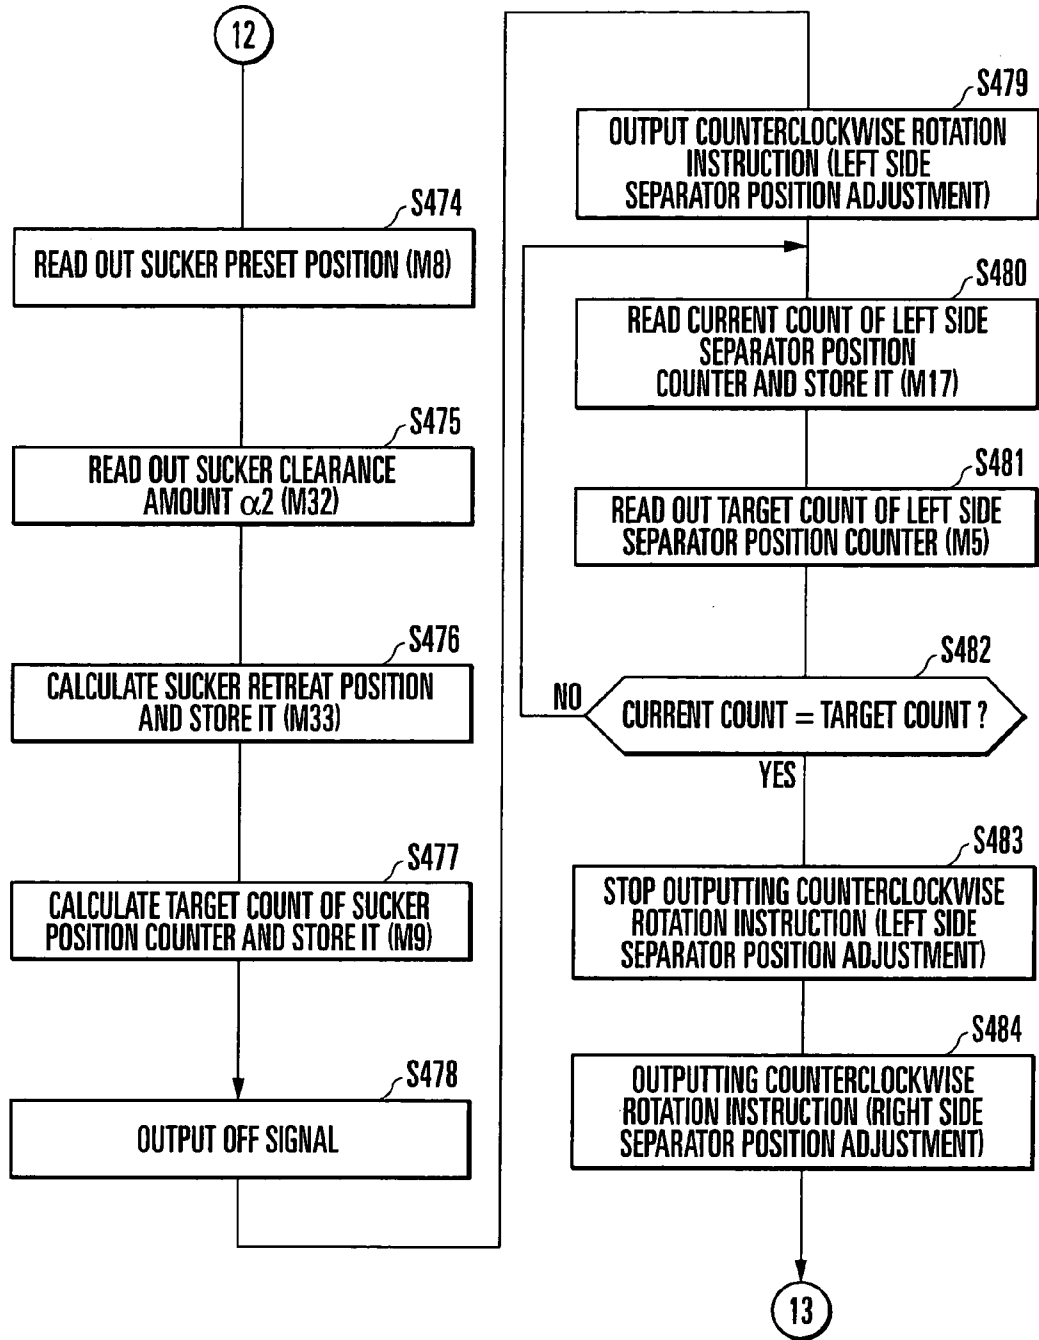 12
S474
READ OUT SUCKER PRESET POSITION (M8)
S475
READ OUT SUCKER CLEARANCE
AMOUNT α2 (M32)
S476
CALCULATE SUCKER RETREAT POSITION
AND STORE IT (M33)
S477
CALCULATE TARGET COUNT OF SUCKER
POSITION COUNTER AND STORE IT (M9)
S478
OUTPUT OFF SIGNAL
S479
OUTPUT COUNTERCLOCKWISE ROTATION
INSTRUCTION (LEFT SIDE
SEPARATOR POSITION ADJUSTMENT)
S480
READ CURRENT COUNT OF LEFT SIDE
SEPARATOR POSITION
COUNTER AND STORE IT (M17)
S481
READ OUT TARGET COUNT OF LEFT SIDE
SEPARATOR POSITION COUNTER (M5)
S482
NO
CURRENT COUNT = TARGET COUNT ?
YES
S483
STOP OUTPUTTING COUNTERCLOCKWISE
ROTATION INSTRUCTION (LEFT SIDE
SEPARATOR POSITION ADJUSTMENT)
S484
OUTPUTTING COUNTERCLOCKWISE
ROTATION INSTRUCTION (RIGHT SIDE
SEPARATOR POSITION ADJUSTMENT)
13